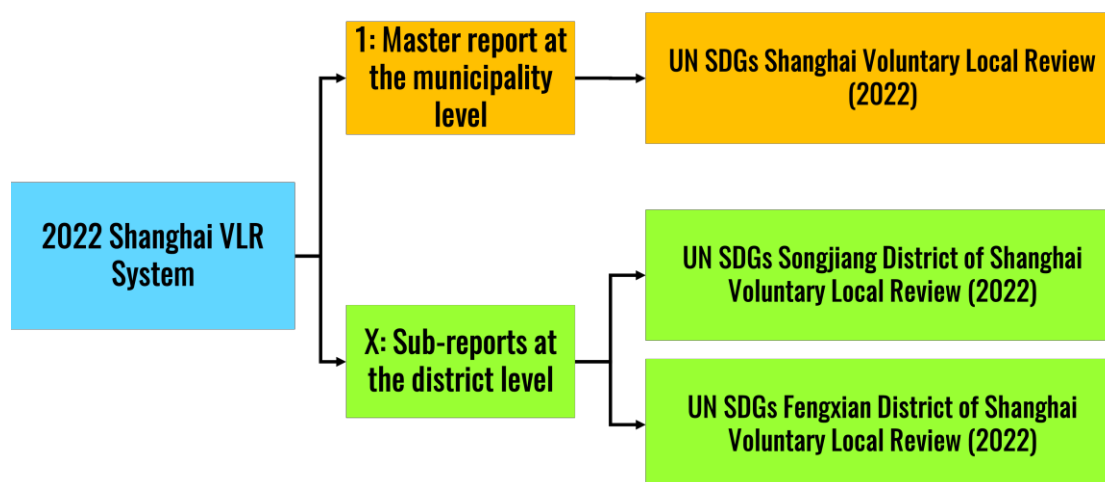 1: Master report at
the municipality
level
UN SDGs Shanghai Voluntary Local Review
(2022)
2022 Shanghai VLR
System
UN SDGs Songjiang District of Shanghai
Voluntary Local Review (2022)
X: Sub-reports at
the district level
UN SDGs Fengxian District of Shanghai
Voluntary Local Review (2022)